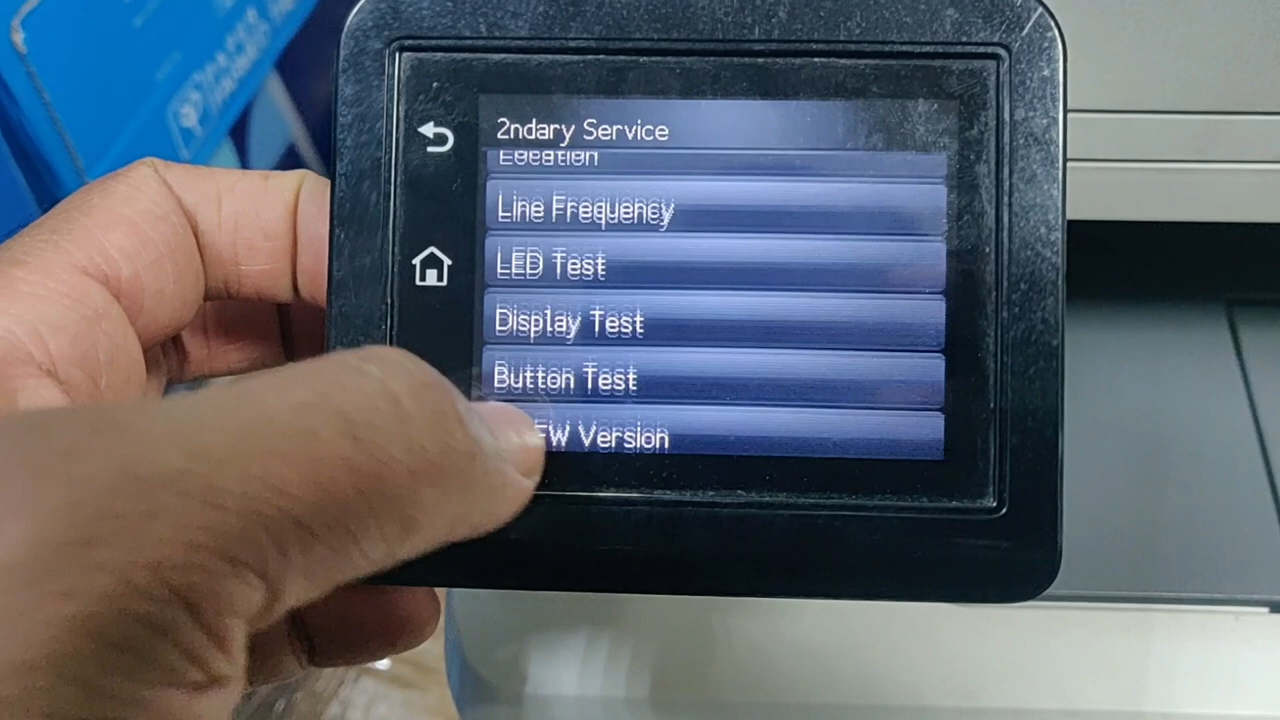 2ndary Service
Location
Line Frequency
LED Test
Display Test
Button Test
FW Version